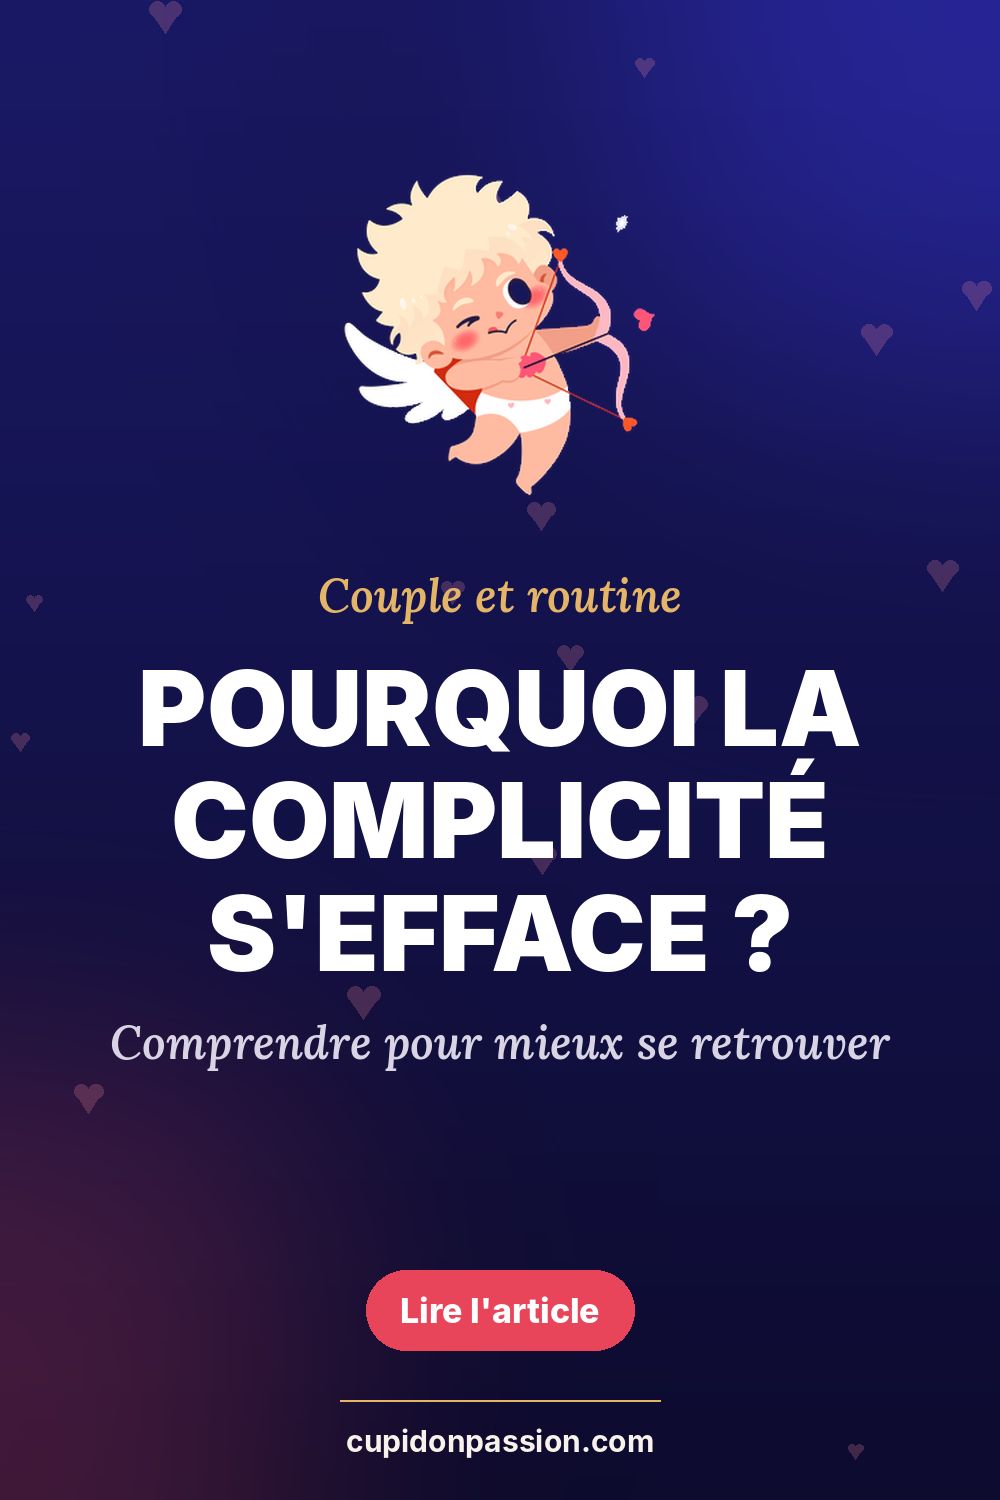 Couple et routine
POURQUOI LA
COMPLICITÉ
S'EFFACE ?
Comprendre pour mieux se retrouver
Lire l'article
cupidonpassion.com